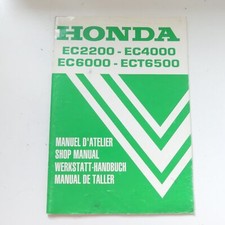 HONDA
EC2200 - EC4000
EC6000 - ECT6500
MANUEL D'ATELIER
SHOP MANUAL
WERKSTATT-HANDBUCH
MANUAL DE TALLER